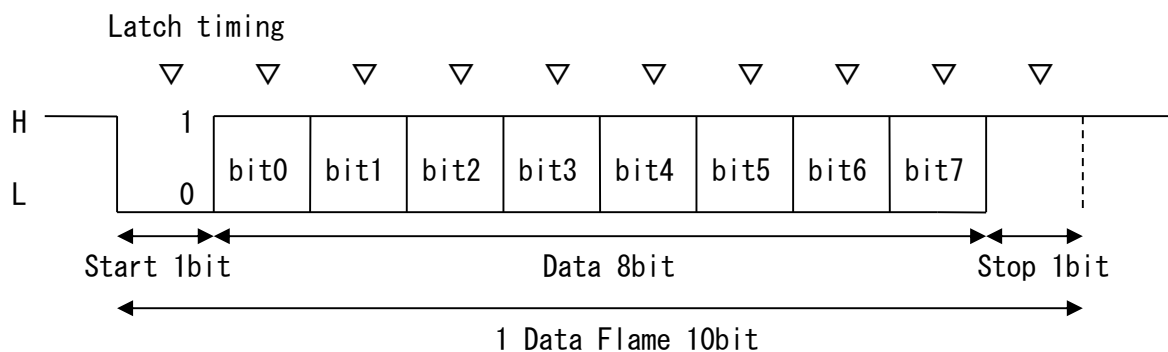 Latch timing
H 1
bit0 bit1 bit2 bit3 bit4 bit5 bit6 bit7
L 0
Start 1bit Data 8bit Stop 1bit
1 Data Flame 10bit